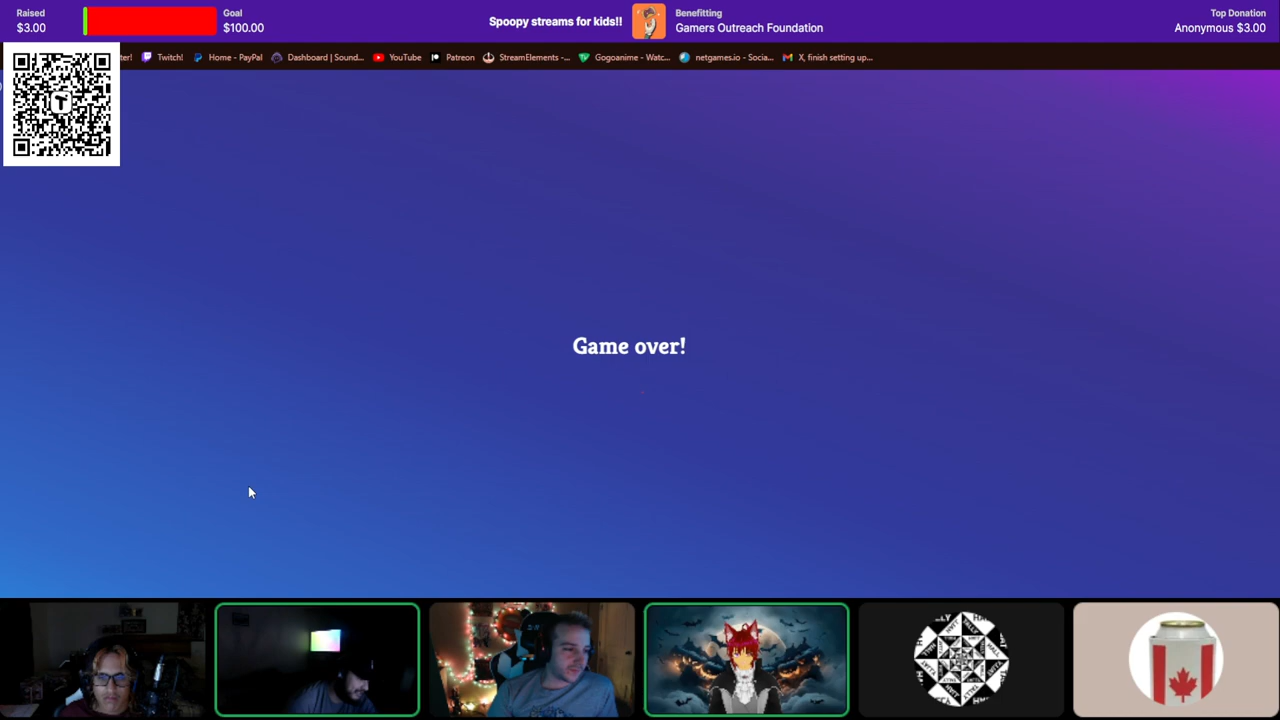 Raised
$3.00
Goal
$100.00
Spoopy streams for kids!!
Benefitting
Gamers Outreach Foundation
Top Donation
Anonymous $3.00
ter!
Twitch!
Home - PayPal
Dashboard | Sound...
YouTube
Patreon
StreamElements -...
Gogoanime - Watc...
netgames.io - Socia...
X, finish setting up...
Game over!